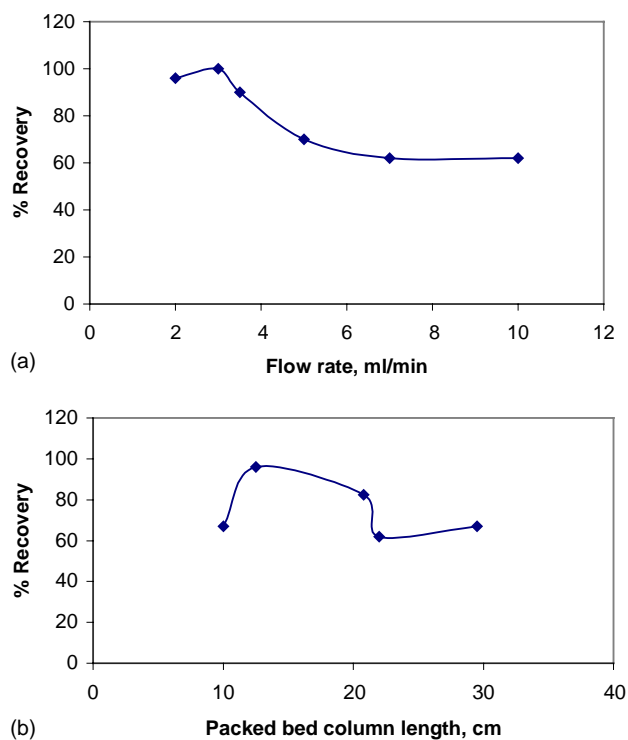 120
100
80
60
40
20
0
% Recovery
0 2 4 6 8 10 12
(a)
Flow rate, ml/min
120
100
80
60
40
20
0
% Recovery
0 10 20 30 40
(b)
Packed bed column length, cm